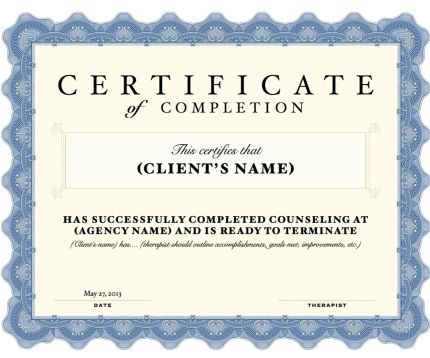 CERTIFICATE
of COMPLETION
This certifies that
(CLIENT'S NAME)
HAS SUCCESSFULLY COMPLETED COUNSELING AT
(AGENCY NAME) AND IS READY TO TERMINATE
(Client's name) has.... (therapist should outline accomplishments, goals met, improvements, etc.)
May 27, 2013
DATE THERAPIST